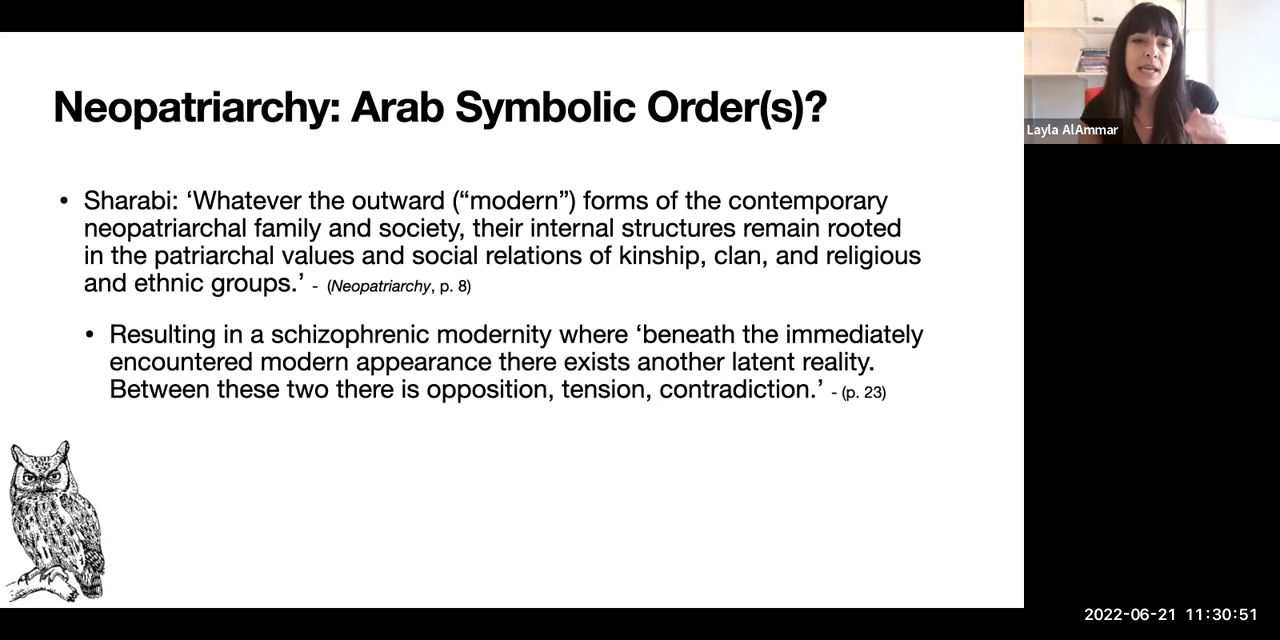 Neopatriarchy: Arab Symbolic Order(s)?
• Sharabi: ‘Whatever the outward (“modern”) forms of the contemporary
neopatriarchal family and society, their internal structures remain rooted
in the patriarchal values and social relations of kinship, clan, and religious
and ethnic groups.’ - (Neopatriarchy, p. 8)
• Resulting in a schizophrenic modernity where ‘beneath the immediately
encountered modern appearance there exists another latent reality.
Between these two there is opposition, tension, contradiction.’ - (p. 23)
Layla AlAmmar
2022-06-21 11:30:51